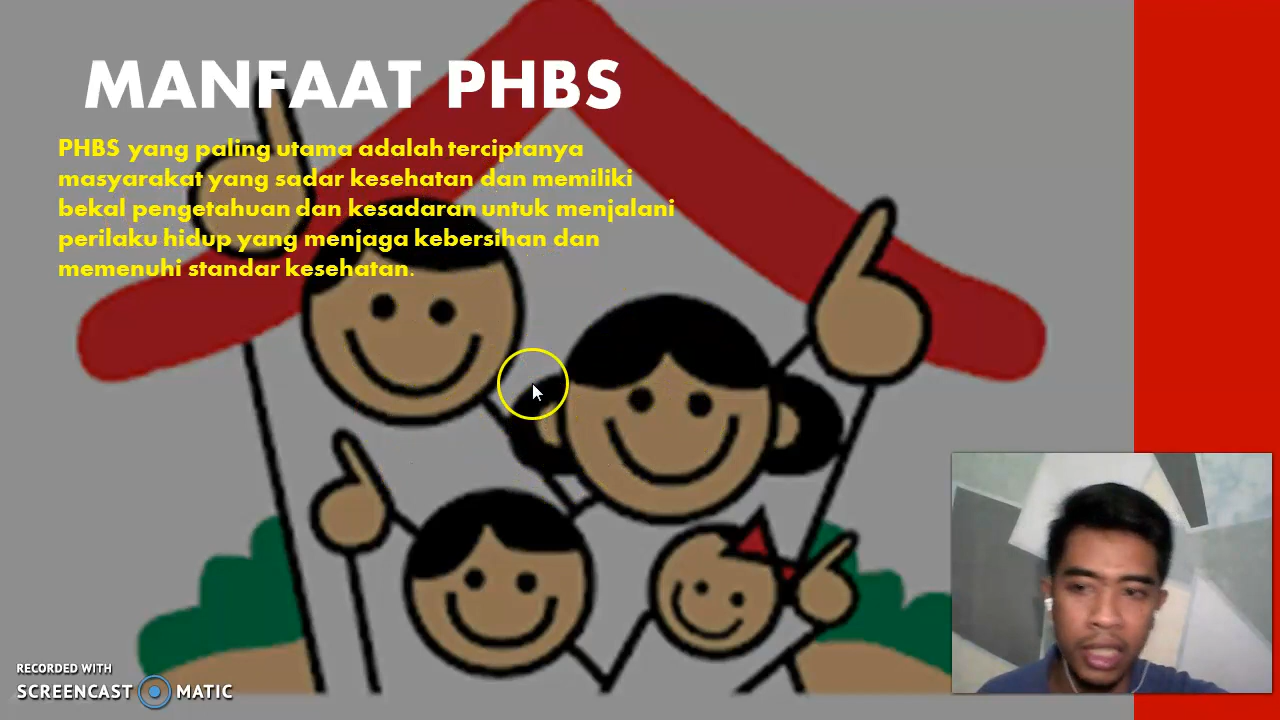 MANFAAT PHBS
PHBS yang paling utama adalah terciptanya
masyarakat yang sadar kesehatan dan memiliki
bekal pengetahuan dan kesadaran untuk menjalani
perilaku hidup yang menjaga kebersihan dan
memenuhi standar kesehatan.
RECORDED WITH
SCREENCAST MATIC